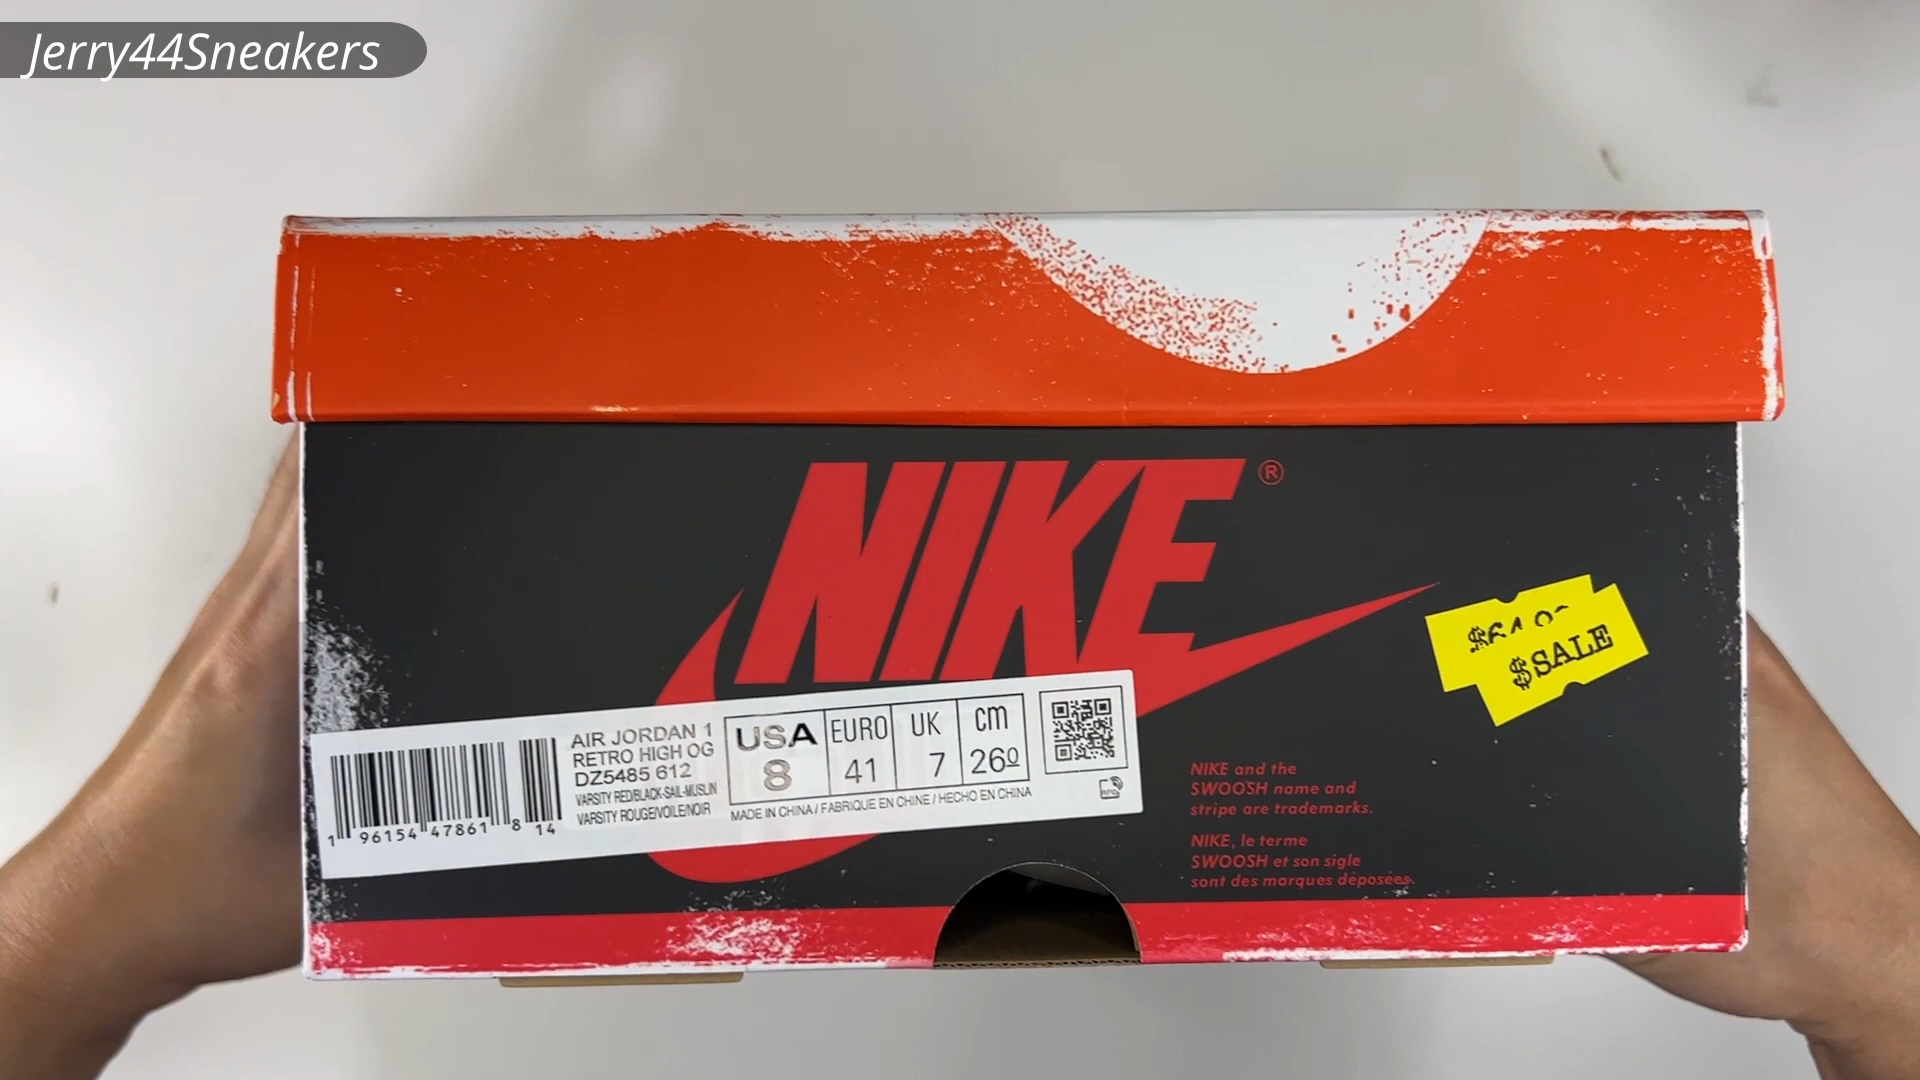 Jerry44Sneakers
NIKE®
$SALE
AIR JORDAN 1
RETRO HIGH OG
DZ5485 612
VARSITY RED/BLACK-SAIL-MUSLIN
VARSITY ROUGE/VOILE/NOIR
USA EURO UK cm
8 41 7 26º
MADE IN CHINA / FABRIQUE EN CHINE / HECHO EN CHINA
1 96154 47861 8 14
NIKE and the
SWOOSH name and
stripe are trademarks.
NIKE, le terme
SWOOSH et son sigle
sont des marques déposées.